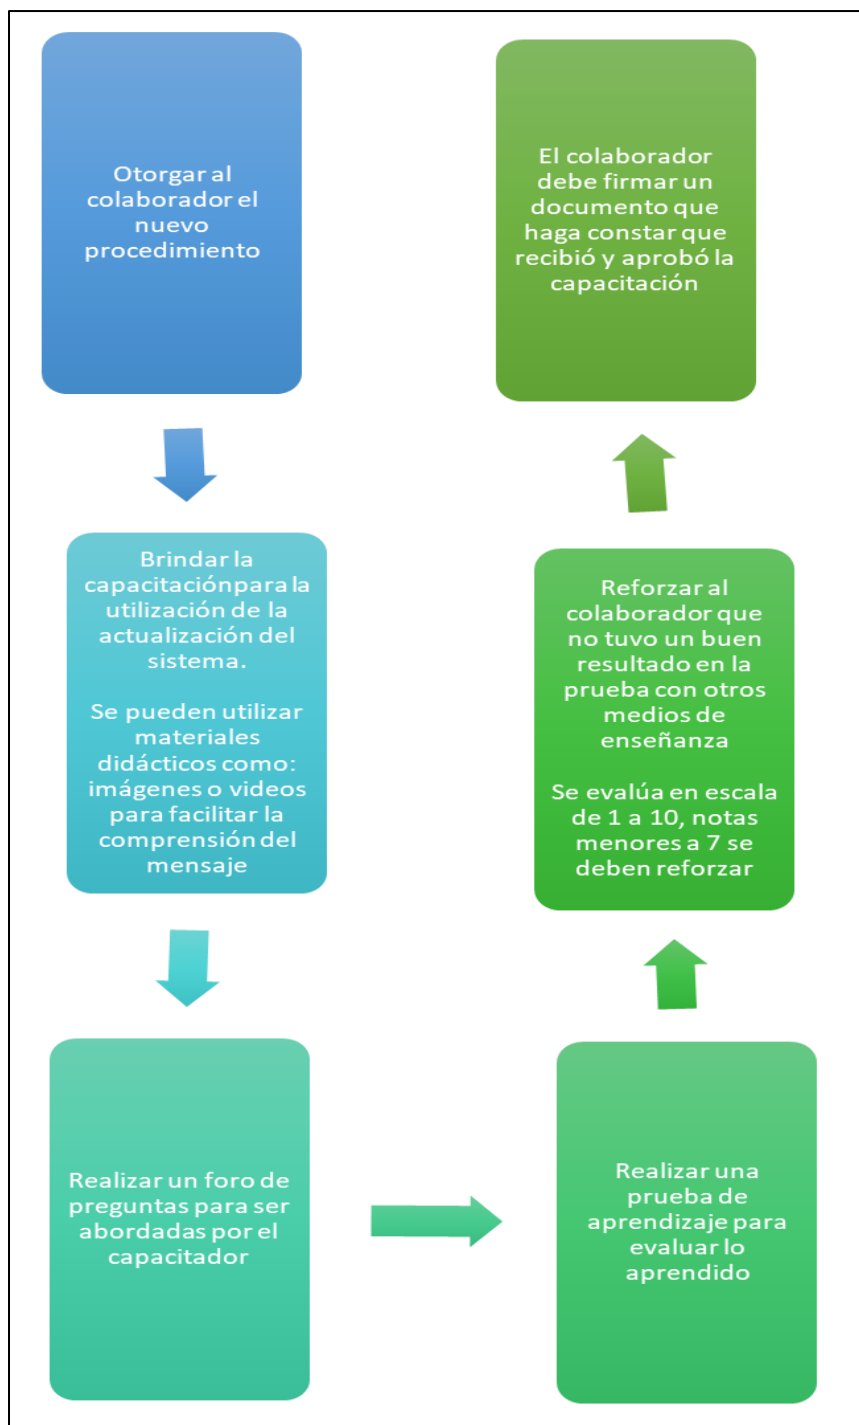 Otorgar al
colaborador el
nuevo
procedimiento
Brindar la
capacitaciónpara la
utilización de la
actualización del
sistema.
Se pueden utilizar
materiales
didácticos como:
imágenes o videos
para facilitar la
comprensión del
mensaje
Realizar un foro de
preguntas para ser
abordadas por el
capacitador
Realizar una
prueba de
aprendizaje para
evaluar lo
aprendido
Reforzar al
colaborador que
no tuvo un buen
resultado en la
prueba con otros
medios de
enseñanza
Se evalúa en escala
de 1 a 10, notas
menores a 7 se
deben reforzar
El colaborador
debe firmar un
documento que
haga constar que
recibió y aprobó la
capacitación